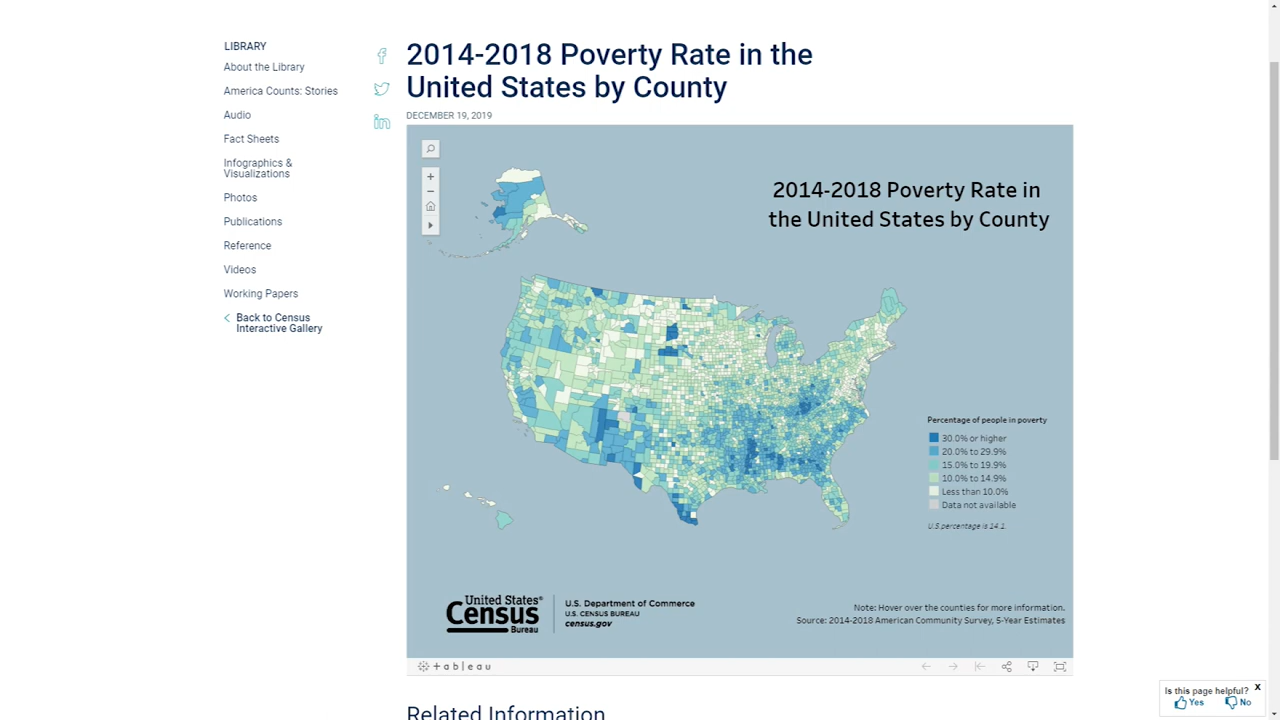 LIBRARY
About the Library
America Counts: Stories
Audio
Fact Sheets
Infographics &
Visualizations
Photos
Publications
Reference
Videos
Working Papers
Back to Census
Interactive Gallery
2014-2018 Poverty Rate in the
United States by County
DECEMBER 19, 2019
2014-2018 Poverty Rate in
the United States by County
Percentage of people in poverty
30.0% or higher
20.0% to 29.9%
15.0% to 19.9%
10.0% to 14.9%
Less than 10.0%
Data not available
U.S percentage is 14.1.
United States®
Census
Bureau
U.S. Department of Commerce
U.S. CENSUS BUREAU
census.gov
Note: Hover over the counties for more information.
Source: 2014-2018 American Community Survey, 5-Year Estimates
+ableau
Related Information
Is this page helpful? X
Yes No